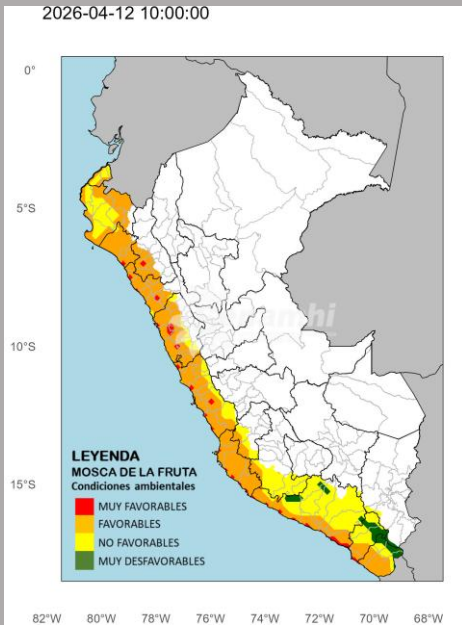 2026-04-12 10:00:00
0°
5°S
10°S
15°S
LEYENDA
MOSCA DE LA FRUTA
Condiciones ambientales
MUY FAVORABLES
FAVORABLES
NO FAVORABLES
MUY DESFAVORABLES
82°W 80°W 78°W 76°W 74°W 72°W 70°W 68°W